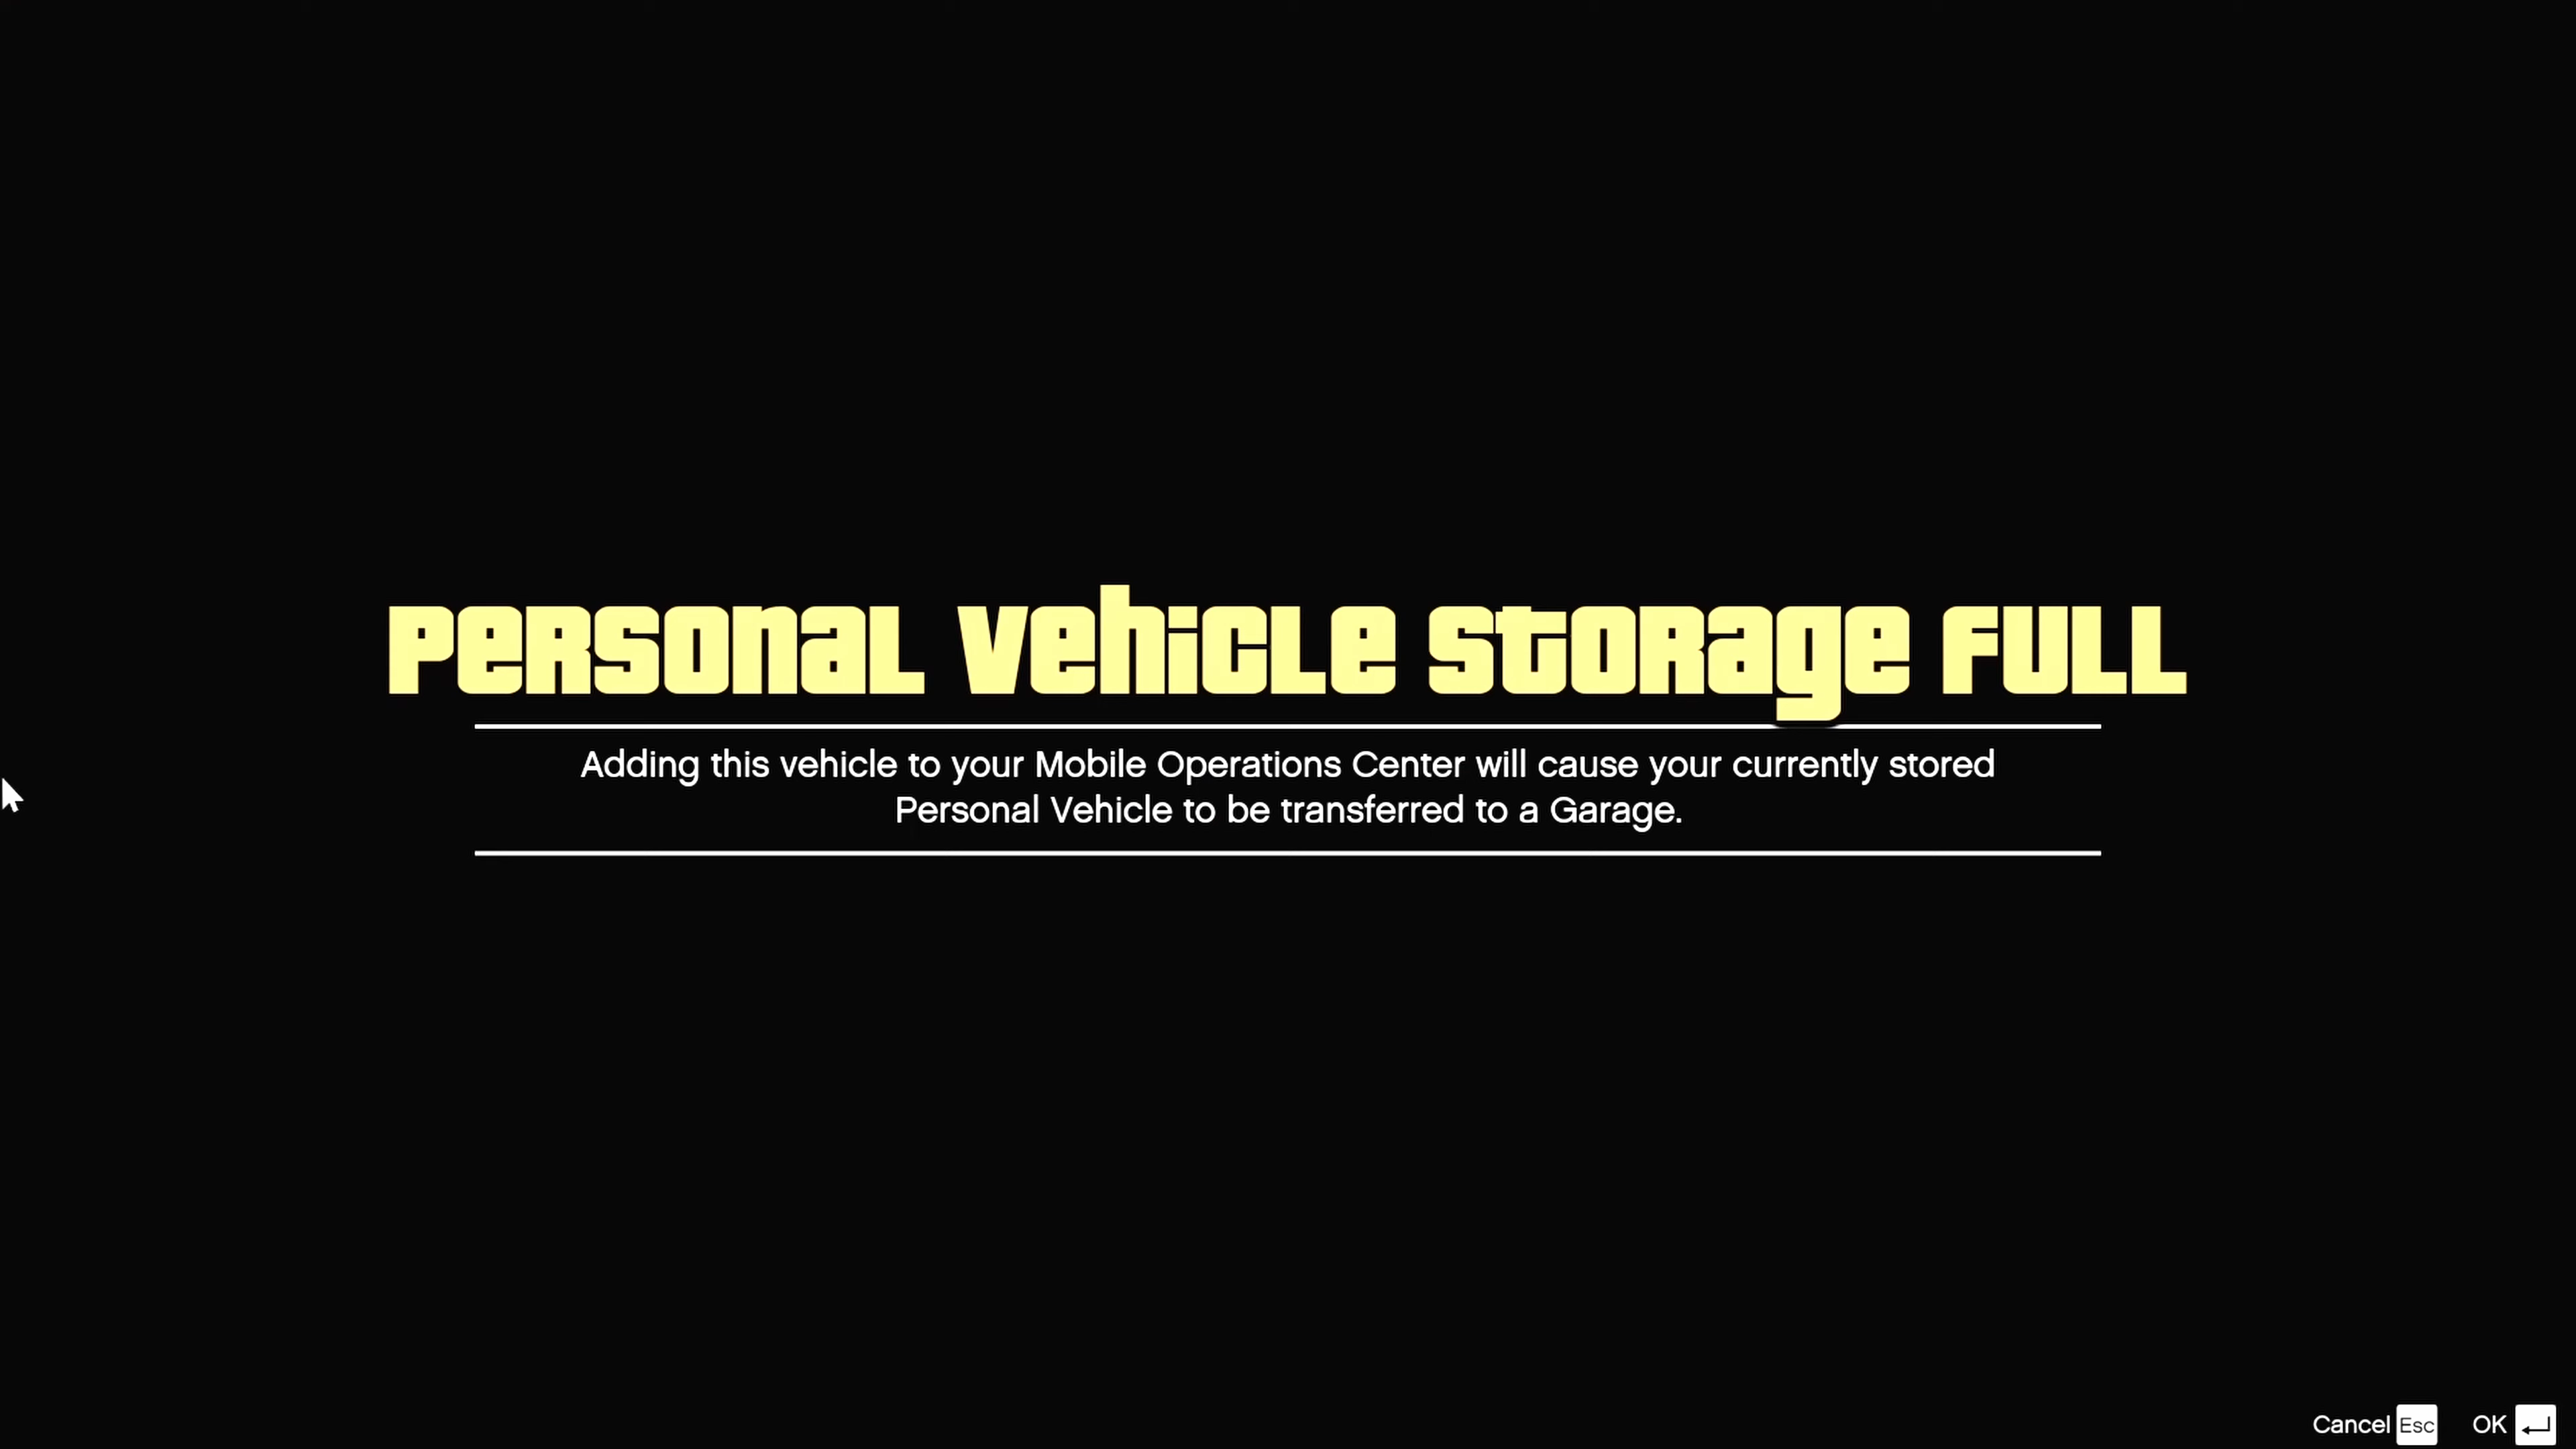 Personal Vehicle Storage Full
Adding this vehicle to your Mobile Operations Center will cause your currently stored
Personal Vehicle to be transferred to a Garage.
Cancel Esc OK